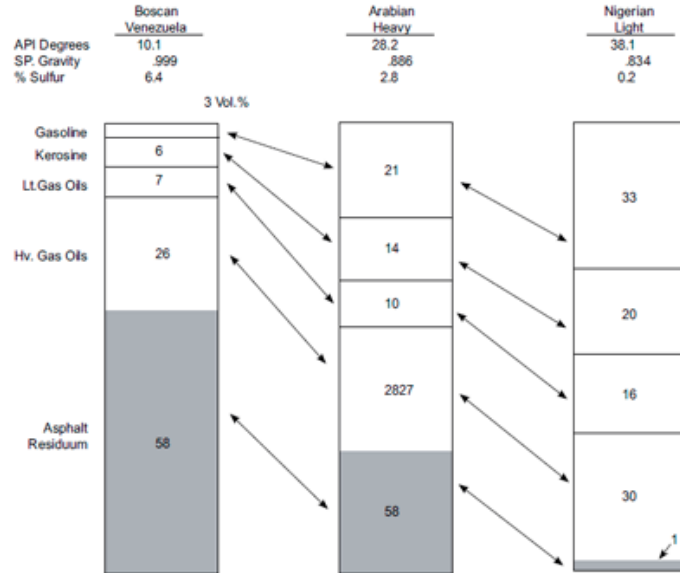 Boscan Arabian Nigerian
Venezuela Heavy Light
API Degrees 10.1 28.2 38.1
SP. Gravity .999 .886 .834
% Sulfur 6.4 2.8 0.2
3 Vol.%
Gasoline
Kerosine 6
21
33
Lt.Gas Oils 7
Hv. Gas Oils 26
14
10
20
2827
16
Asphalt
Residuum 58
58
30
1